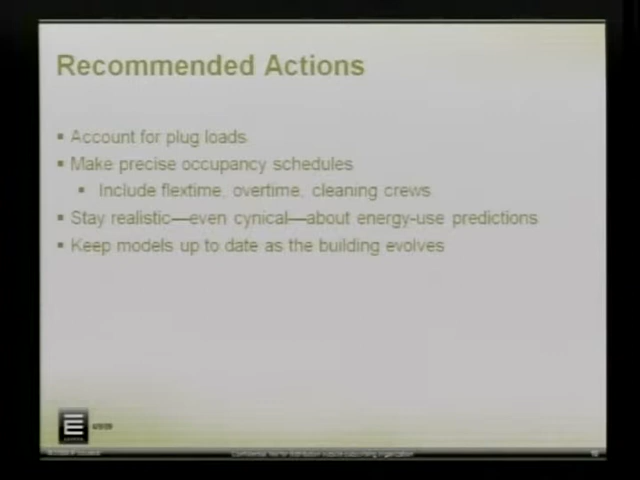 Recommended Actions
▪ Account for plug loads
▪ Make precise occupancy schedules
▪ Include flextime, overtime, cleaning crews
▪ Stay realistic—even cynical—about energy-use predictions
▪ Keep models up to date as the building evolves